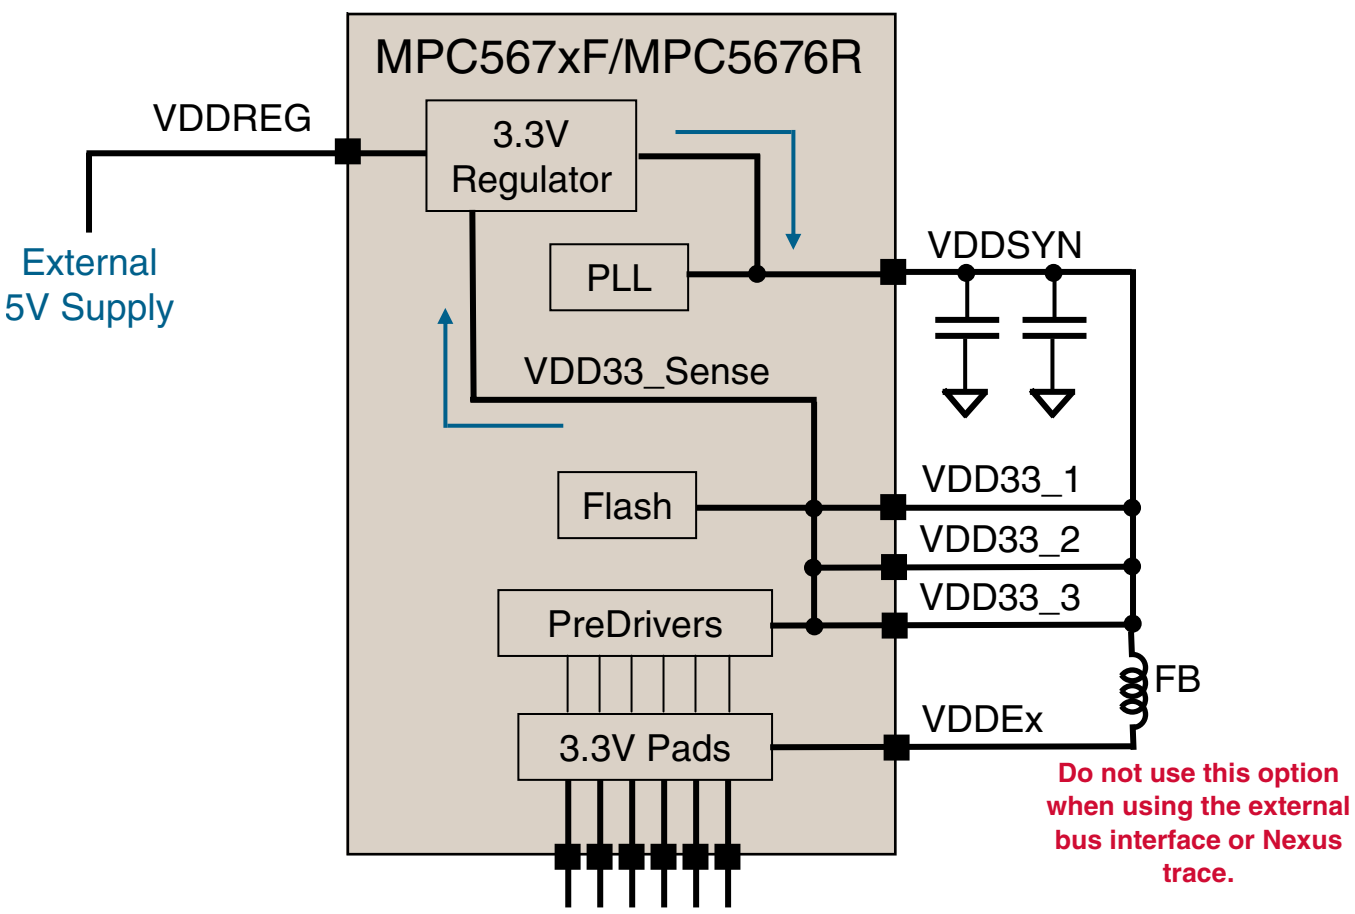 MPC567xF/MPC5676R
VDDREG
3.3V
Regulator
External
5V Supply
PLL
VDDSYN
VDD33_Sense
Flash
VDD33_1
VDD33_2
VDD33_3
PreDrivers
FB
VDDEx
3.3V Pads
Do not use this option
when using the external
bus interface or Nexus
trace.